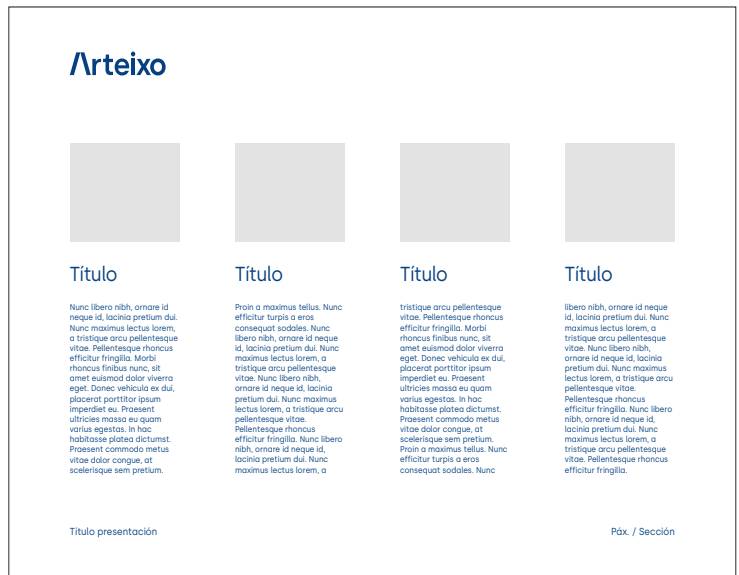 Arteixo
Título
Nunc libero nibh, ornare id
neque id, lacinia pretium dui.
Nunc maximus lectus lorem,
a tristique arcu pellentesque
vitae. Pellentesque rhoncus
efficitur fringilla. Morbi
rhoncus finibus nunc, sit
amet euismod dolor viverra
eget. Donec vehicula ex dui,
placerat porttitor ipsum
imperdiet eu. Praesent
ultricies massa eu quam
varius egestas. In hac
habitasse platea dictumst.
Praesent commodo metus
vitae dolor congue, at
scelerisque sem pretium.
Título
Proin a maximus tellus. Nunc
efficitur turpis a eros
consequat sodales. Nunc
libero nibh, ornare id neque
id, lacinia pretium dui. Nunc
maximus lectus lorem, a
tristique arcu pellentesque
vitae. Nunc libero nibh,
ornare id neque id, lacinia
pretium dui. Nunc maximus
lectus lorem, a tristique arcu
pellentesque vitae.
Pellentesque rhoncus
efficitur fringilla. Nunc libero
nibh, ornare id neque id,
lacinia pretium dui. Nunc
maximus lectus lorem, a
Título
tristique arcu pellentesque
vitae. Pellentesque rhoncus
efficitur fringilla. Morbi
rhoncus finibus nunc, sit
amet euismod dolor viverra
eget. Donec vehicula ex dui,
placerat porttitor ipsum
imperdiet eu. Praesent
ultricies massa eu quam
varius egestas. In hac
habitasse platea dictumst.
Praesent commodo metus
vitae dolor congue, at
scelerisque sem pretium.
Proin a maximus tellus. Nunc
efficitur turpis a eros
consequat sodales. Nunc
Título
libero nibh, ornare id neque
id, lacinia pretium dui. Nunc
maximus lectus lorem, a
tristique arcu pellentesque
vitae. Nunc libero nibh,
ornare id neque id, lacinia
pretium dui. Nunc maximus
lectus lorem, a tristique arcu
pellentesque vitae.
Pellentesque rhoncus
efficitur fringilla. Nunc libero
nibh, ornare id neque id,
lacinia pretium dui. Nunc
maximus lectus lorem, a
tristique arcu pellentesque
vitae. Pellentesque rhoncus
efficitur fringilla.
Título presentación
Páx. / Sección